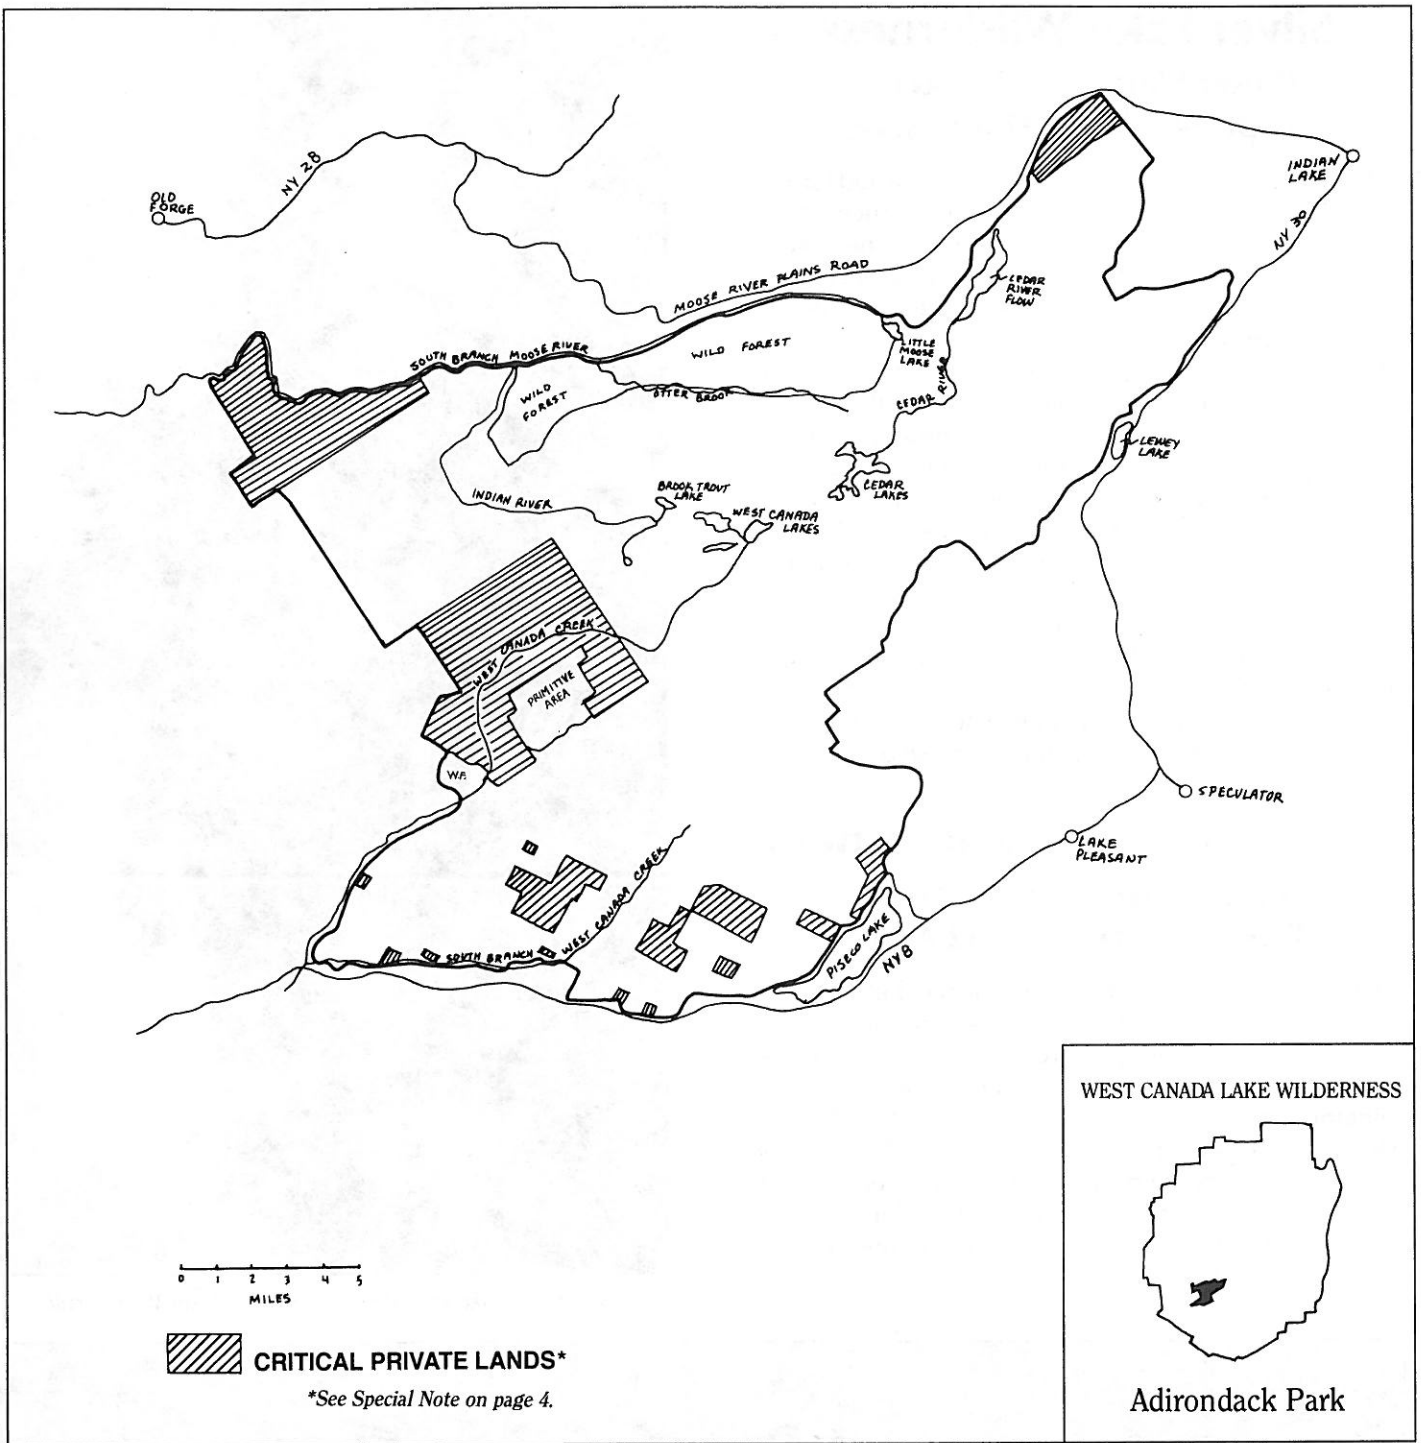 OLD
FORGE
NY 28
INDIAN
LAKE
NY 30
MOOSE RIVER PLAINS ROAD
CEDAR
RIVER
FLOW
SOUTH BRANCH MOOSE RIVER
WILD FOREST
LITTLE
MOOSE
LAKE
WILD
FOREST
OTTER BROOK
CEDAR RIVER
LEWEY
LAKE
INDIAN RIVER
BROOK TROUT
LAKE
CEDAR
LAKES
WEST CANADA
LAKES
WEST CANADA CREEK
PRIMITIVE
AREA
W.F.
SPECULATOR
LAKE
PLEASANT
SOUTH BRANCH WEST CANADA CREEK
PISECO LAKE
NY 8
WEST CANADA LAKE WILDERNESS
Adirondack Park
0 1 2 3 4 5
MILES
CRITICAL PRIVATE LANDS*
*See Special Note on page 4.